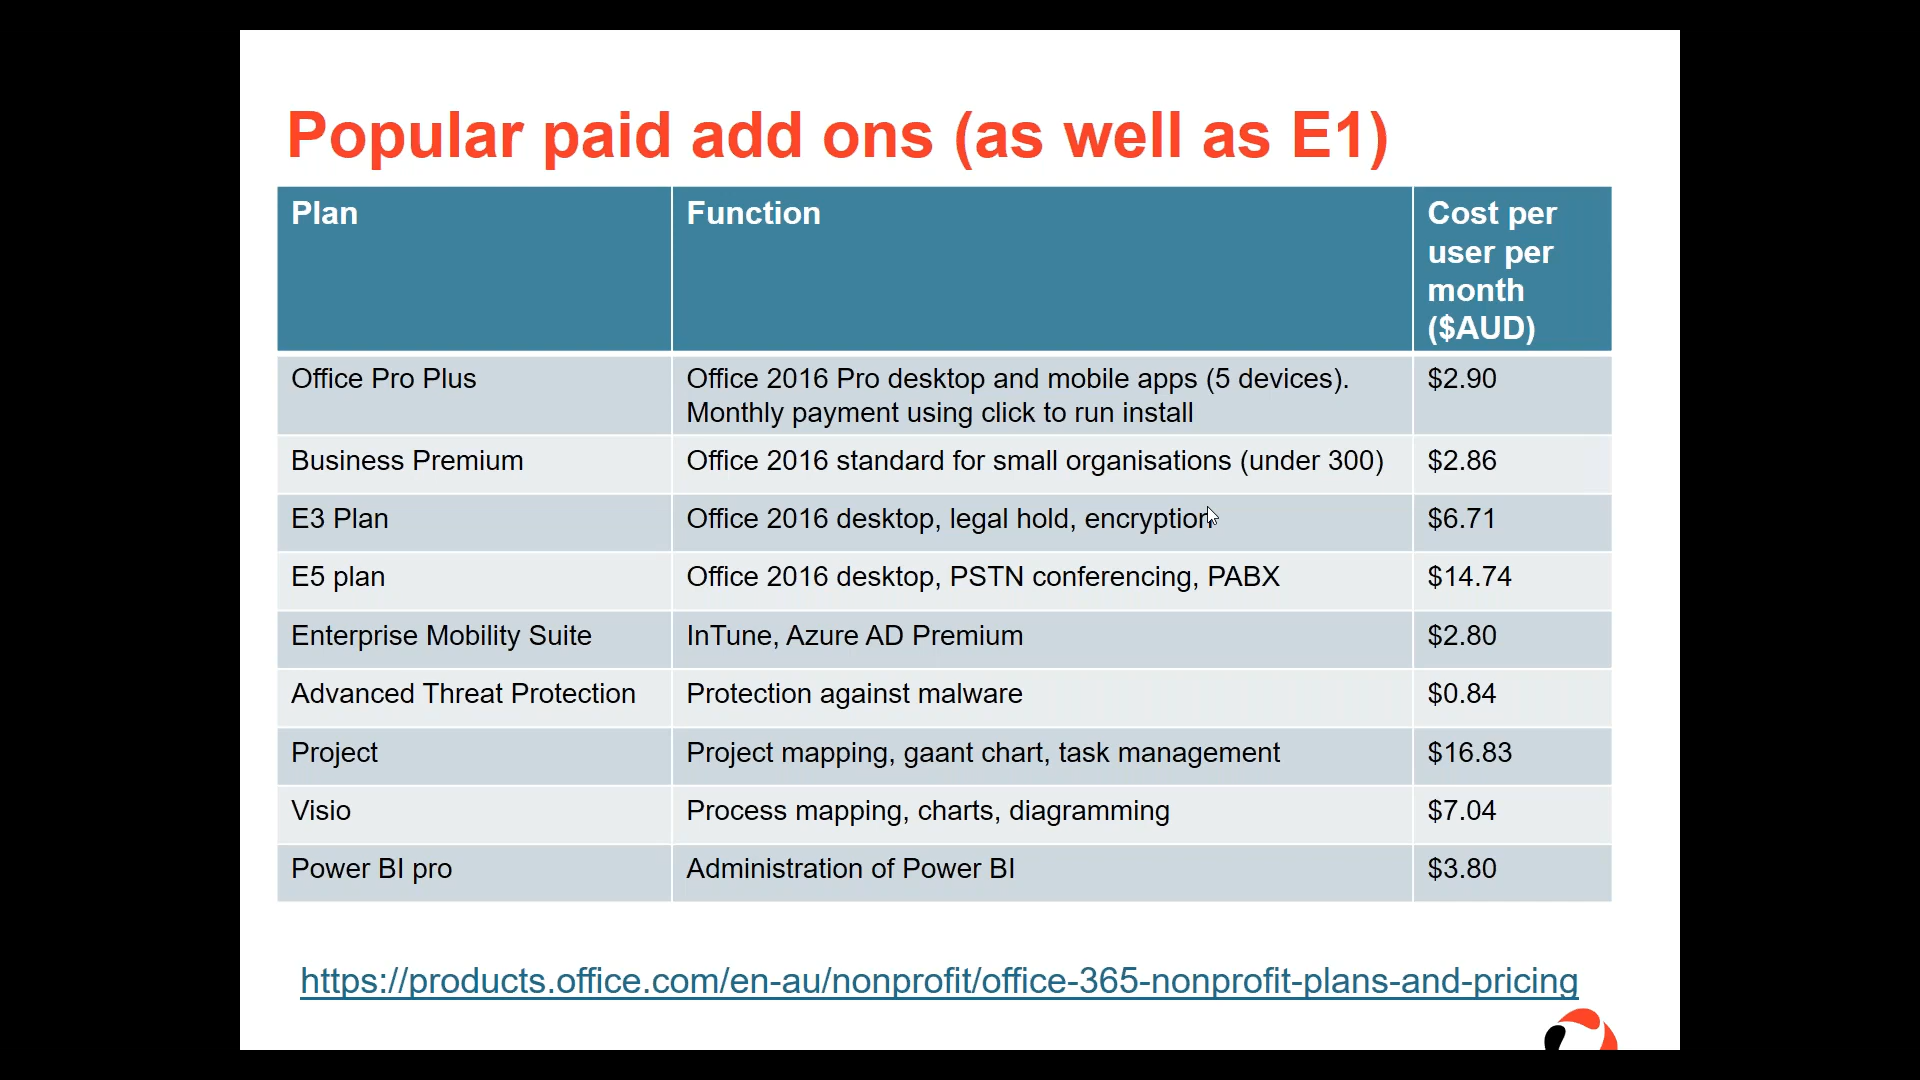 Popular paid add ons (as well as E1)
Plan
Function
Cost per
user per
month
($AUD)
Office Pro Plus
Office 2016 Pro desktop and mobile apps (5 devices).
Monthly payment using click to run install
$2.90
Business Premium
Office 2016 standard for small organisations (under 300)
$2.86
E3 Plan
Office 2016 desktop, legal hold, encryption
$6.71
E5 plan
Office 2016 desktop, PSTN conferencing, PABX
$14.74
Enterprise Mobility Suite
InTune, Azure AD Premium
$2.80
Advanced Threat Protection
Protection against malware
$0.84
Project
Project mapping, gaant chart, task management
$16.83
Visio
Process mapping, charts, diagramming
$7.04
Power BI pro
Administration of Power BI
$3.80
https://products.office.com/en-au/nonprofit/office-365-nonprofit-plans-and-pricing